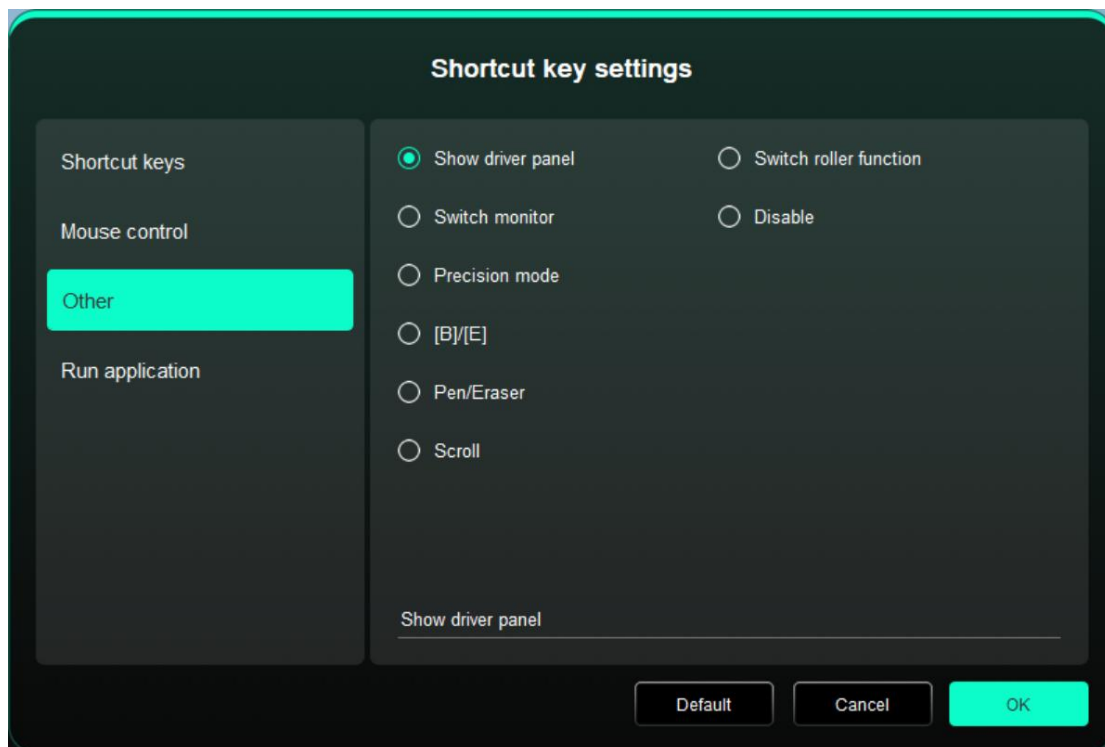 Shortcut key settings
Shortcut keys
Mouse control
Other
Run application
Show driver panel
Switch monitor
Precision mode
[B]/[E]
Pen/Eraser
Scroll
Switch roller function
Disable
Show driver panel
Default
Cancel
OK